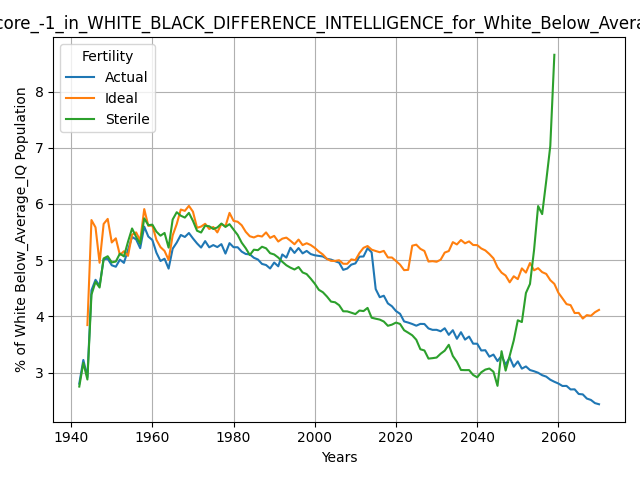 core_-1_in_WHITE_BLACK_DIFFERENCE_INTELLIGENCE_for_White_Below_Avera
Fertility
Actual
Ideal
Sterile
% of White Below_Average_IQ Population
8
7
6
5
4
3
1940
1960
1980
2000
2020
2040
2060
Years